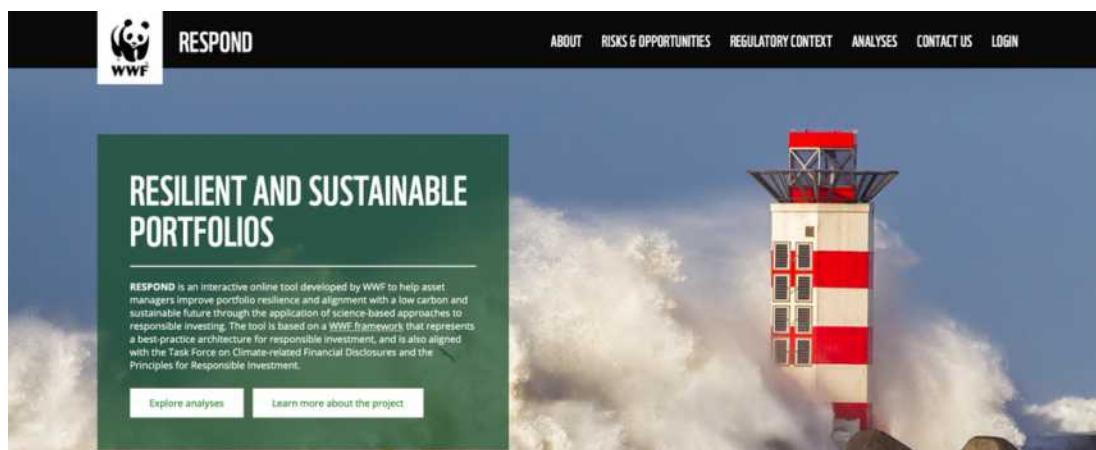 WWF
RESPOND
ABOUT RISKS & OPPORTUNITIES REGULATORY CONTEXT ANALYSES CONTACT US LOGIN
RESILIENT AND SUSTAINABLE
PORTFOLIOS
RESPOND is an interactive online tool developed by WWF to help asset
managers improve portfolio resilience and alignment with a low carbon and
sustainable future through the application of science-based approaches to
responsible investing. The tool is based on a WWF framework that represents
a best-practice architecture for responsible investment, and is also aligned
with the Task Force on Climate-related Financial Disclosures and the
Principles for Responsible Investment.
Explore analyses Learn more about the project